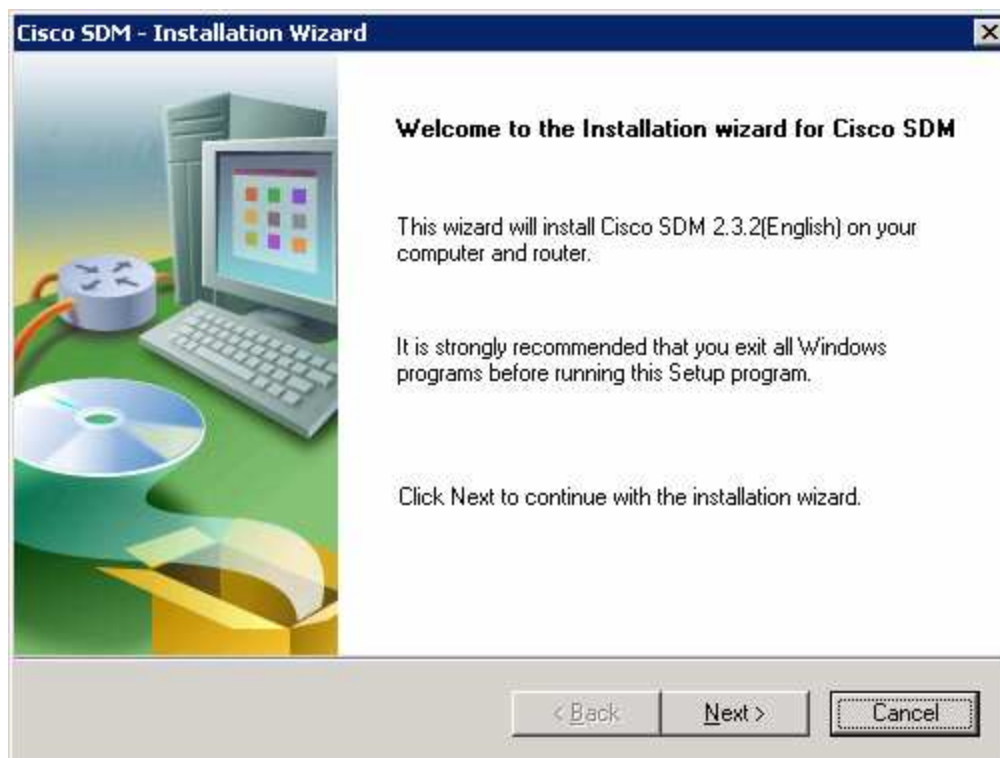 Cisco SDM - Installation Wizard
Welcome to the Installation wizard for Cisco SDM
This wizard will install Cisco SDM 2.3.2(English) on your
computer and router.
It is strongly recommended that you exit all Windows
programs before running this Setup program.
Click Next to continue with the installation wizard.
< Back
Next >
Cancel